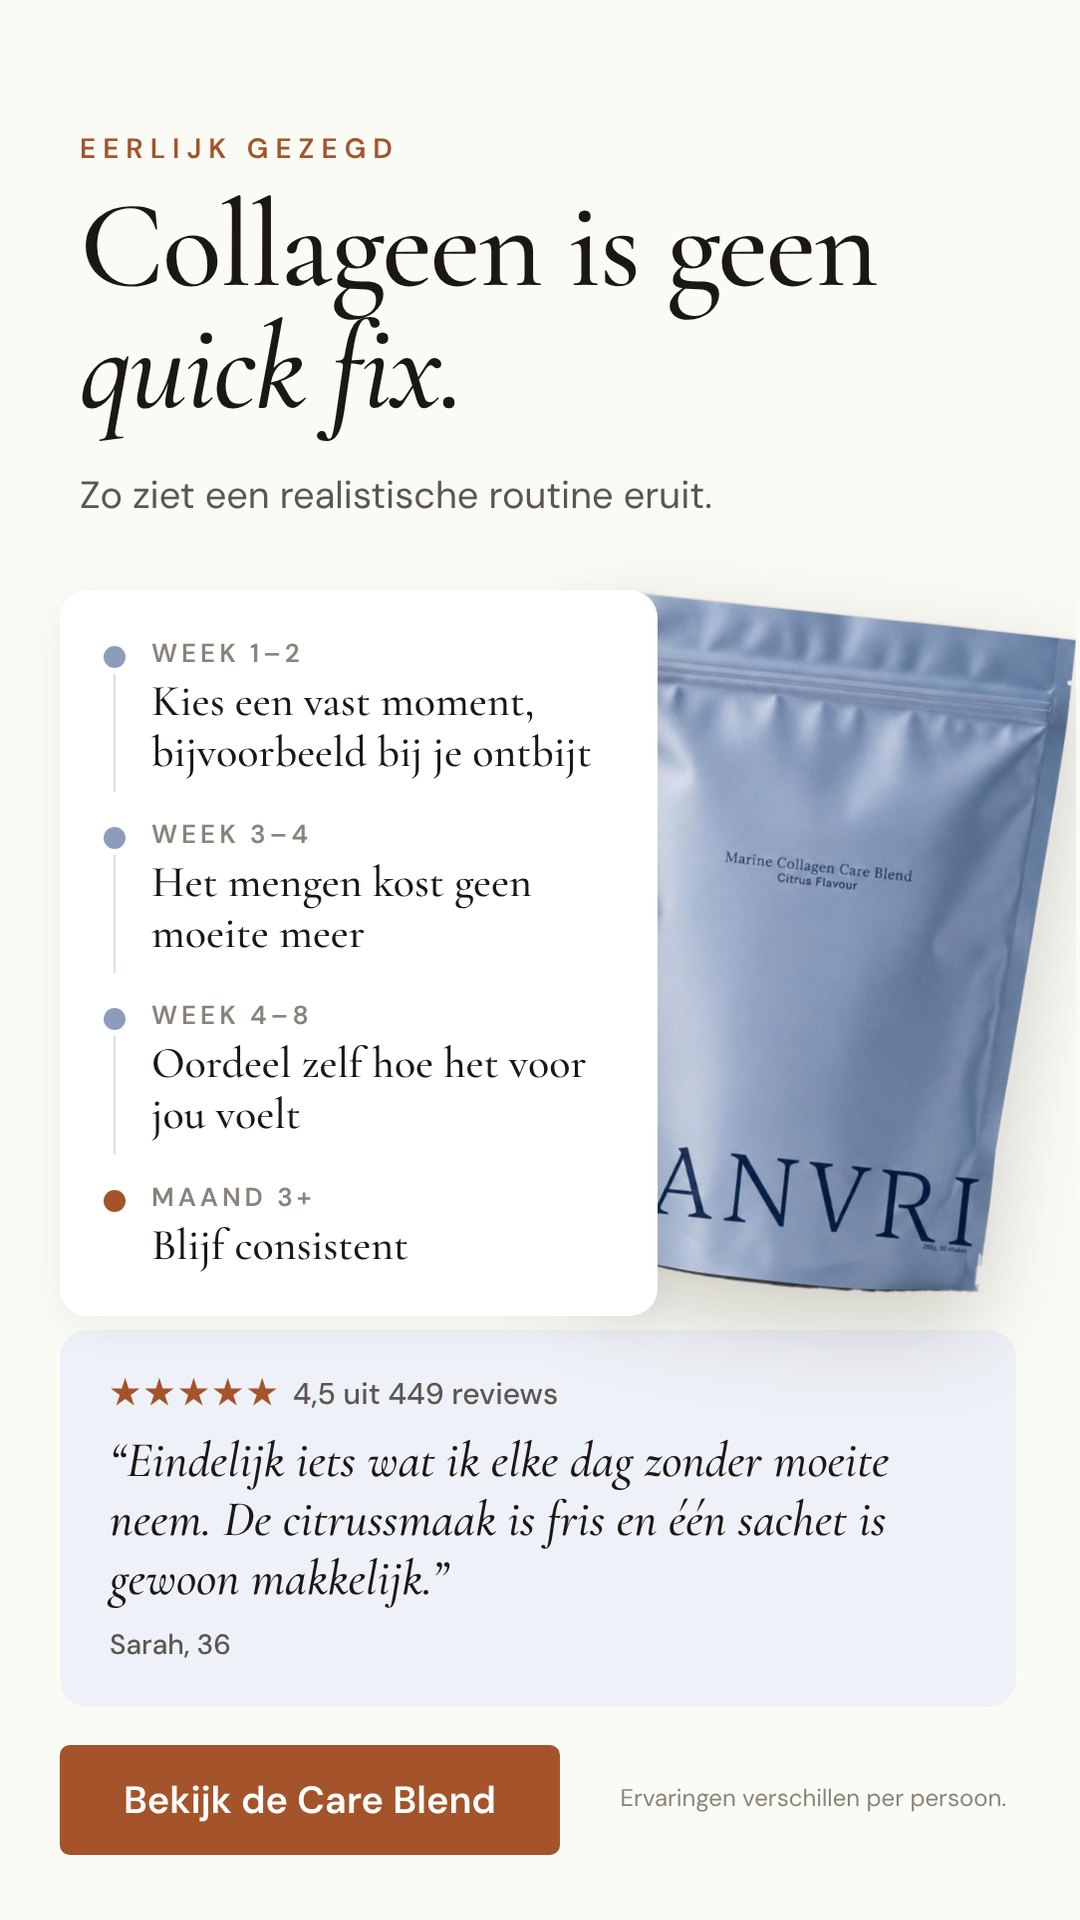 EERLIJK GEZEGD
Collageen is geen
quick fix.
Zo ziet een realistische routine eruit.
WEEK 1–2
Kies een vast moment,
bijvoorbeeld bij je ontbijt
WEEK 3–4
Het mengen kost geen
moeite meer
WEEK 4–8
Oordeel zelf hoe het voor
jou voelt
MAAND 3+
Blijf consistent
Marine Collagen Care Blend
Citrus Flavour
ANVRI
★★★★★ 4,5 uit 449 reviews
“Eindelijk iets wat ik elke dag zonder moeite
neem. De citrussmaak is fris en één sachet is
gewoon makkelijk.”
Sarah, 36
Bekijk de Care Blend
Ervaringen verschillen per persoon.